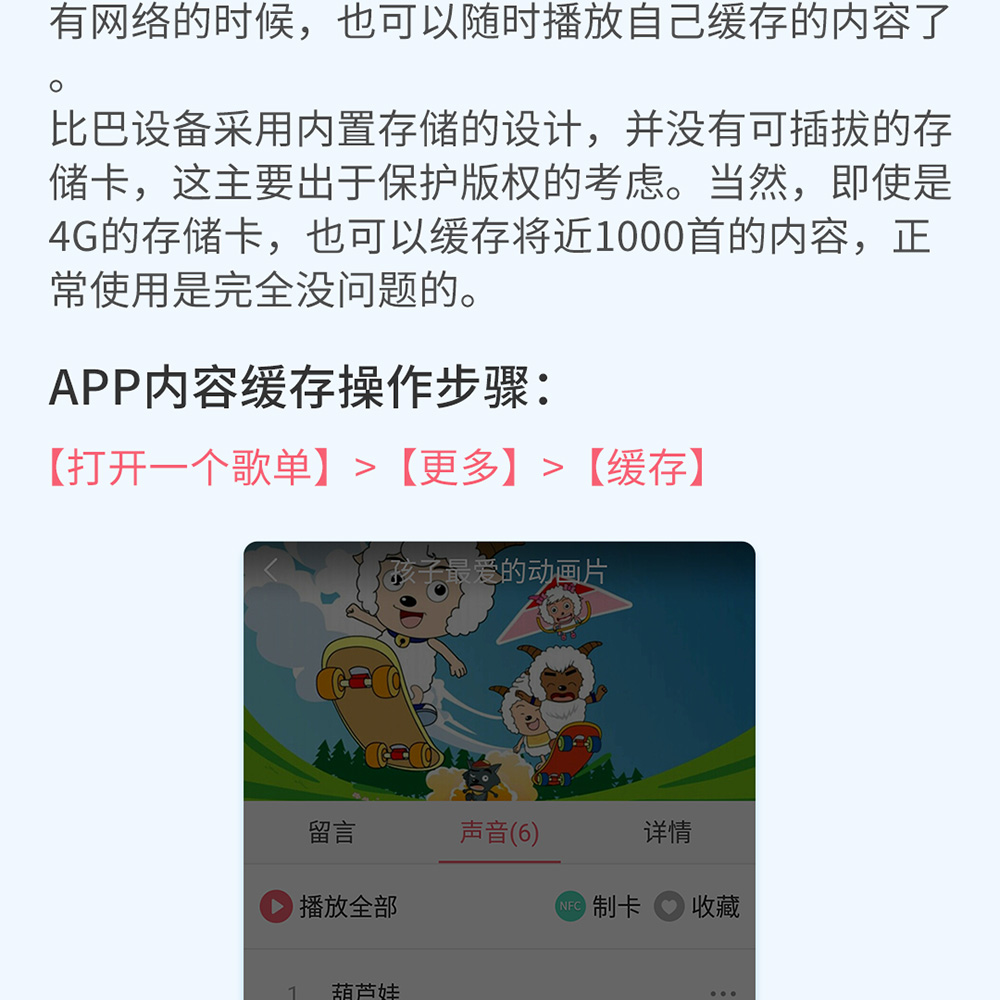 有网络的时候，也可以随时播放自己缓存的内容了
。
比巴设备采用内置存储的设计，并没有可插拔的存
储卡，这主要出于保护版权的考虑。当然，即使是
4G的存储卡，也可以缓存将近1000首的内容，正
常使用是完全没问题的。
APP内容缓存操作步骤：
【打开一个歌单】>【更多】>【缓存】
孩子最爱的动画片
留言 声音(6) 详情
播放全部 NFC 制卡 收藏
1 葫芦娃